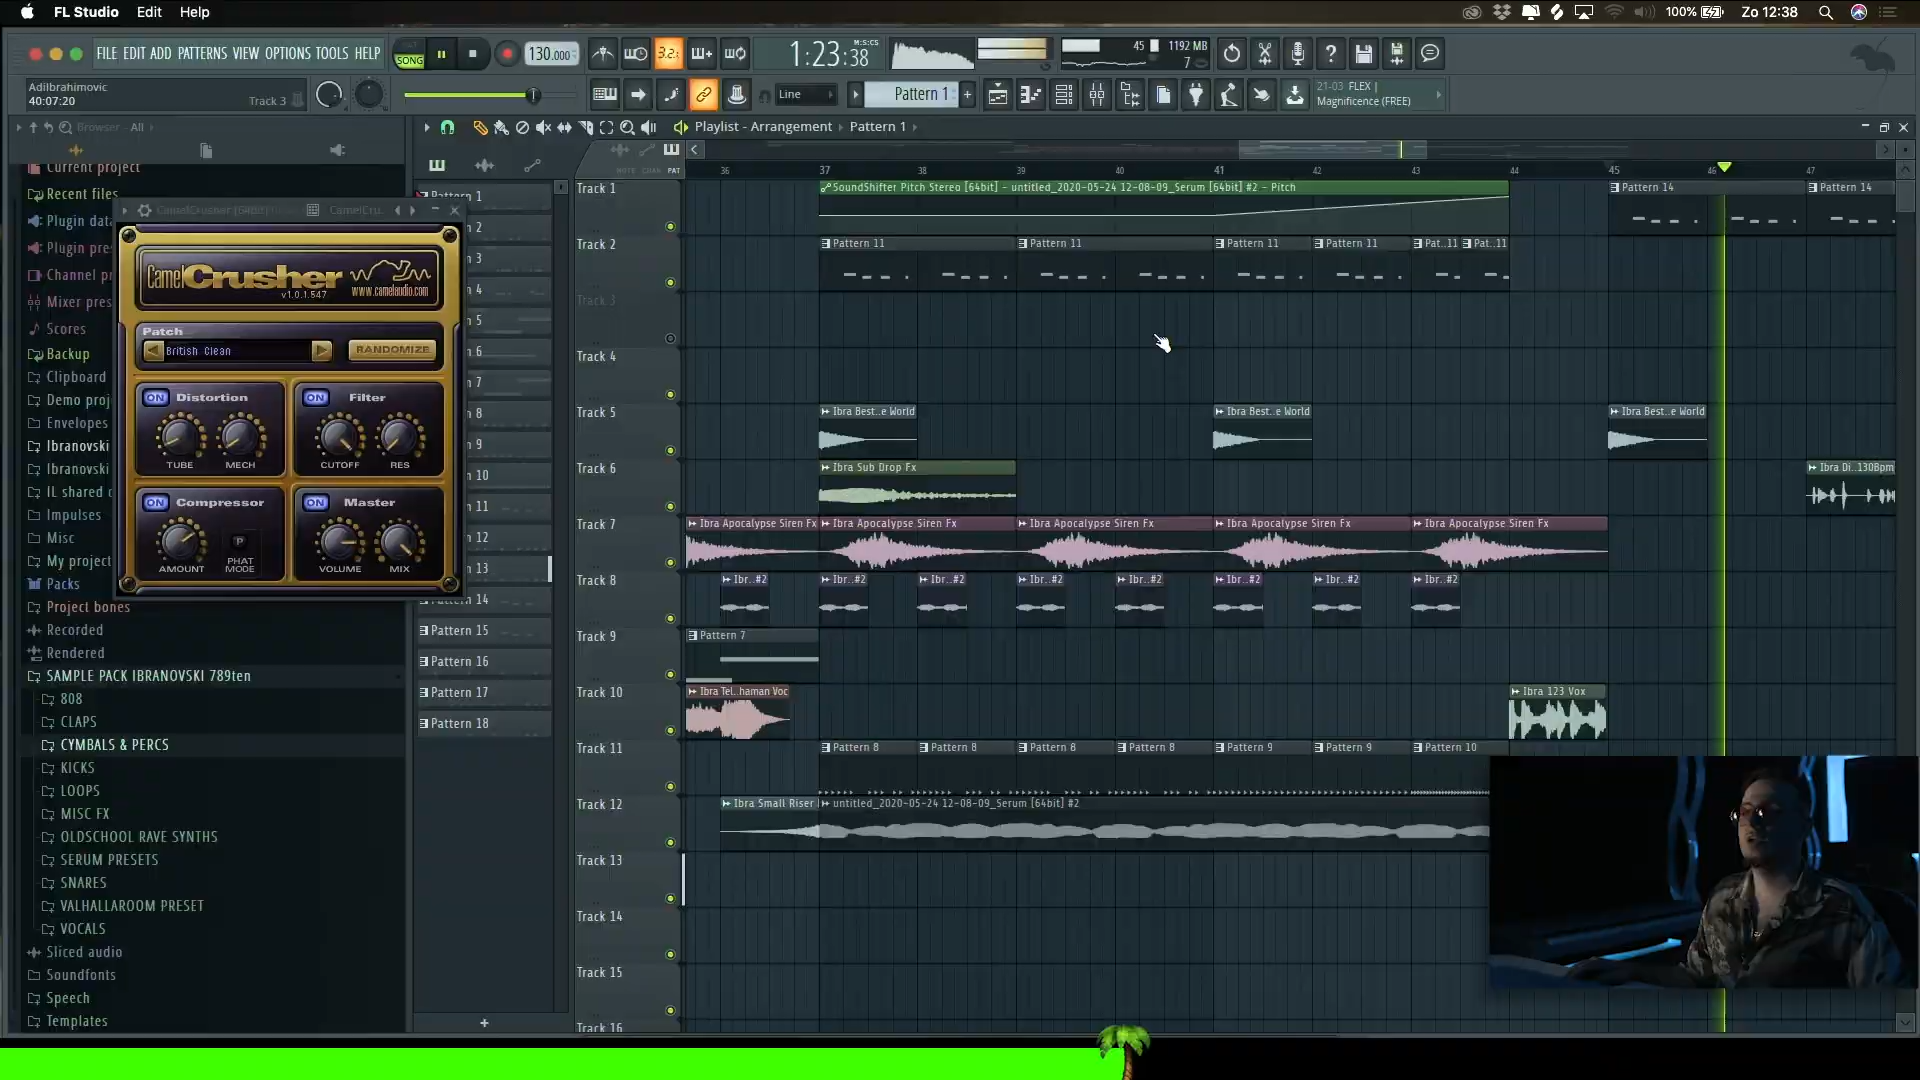 FL Studio Edit Help
100% Zo 12:38
FILE EDIT ADD PATTERNS VIEW OPTIONS TOOLS HELP
SONG
130.000
3.2.
1:23:38
M:S:CS
45
1192 MB
7
Adilbrahimovic
40:07:20 Track 3
Line
Pattern 1
21-03 FLEX |
Magnificence (FREE)
Browser - All
Playlist - Arrangement › Pattern 1 ›
NOTE CHAN PAT
36 37 38 39 40 41 42 43 44 45 46 47
Current project
Recent files
Plugin data
Plugin pre
Channel pr
Mixer pres
Scores
Backup
Clipboard
Demo proj
Envelopes
Ibranovski
Ibranovski
IL shared
Impulses
Misc
My project
Packs
Project bones
Recorded
Rendered
SAMPLE PACK IBRANOVSKI 789ten
808
CLAPS
CYMBALS & PERCS
KICKS
LOOPS
MISC FX
OLDSCHOOL RAVE SYNTHS
SERUM PRESETS
SNARES
VALHALLAROOM PRESET
VOCALS
Sliced audio
Soundfonts
Speech
Templates
CamelCrusher [64bit]
CamelCru..
CamelCrusher
v1.0.1.547
www.camelaudio.com
Patch
British Clean
RANDOMIZE
ON Distortion
TUBE MECH
ON Filter
CUTOFF RES
ON Compressor
AMOUNT
P
PHAT
MODE
ON Master
VOLUME MIX
Pattern 1
n 2
n 3
n 4
n 5
n 6
n 7
n 8
n 9
n 10
n 11
n 12
n 13
n 14
Pattern 15
Pattern 16
Pattern 17
Pattern 18
+
Track 1
SoundShifter Pitch Stereo [64bit] - untitled_2020-05-24 12-08-09_Serum [64bit] #2 - Pitch
Pattern 14
Pattern 14
Track 2
Pattern 11
Pattern 11
Pattern 11
Pattern 11
Pat..11
Pat..11
Track 3
Track 4
Track 5
Ibra Best..e World
Ibra Best..e World
Ibra Best..e World
Track 6
Ibra Sub Drop Fx
Ibra Di..130Bpm
Track 7
Ibra Apocalypse Siren Fx
Ibra Apocalypse Siren Fx
Ibra Apocalypse Siren Fx
Ibra Apocalypse Siren Fx
Ibra Apocalypse Siren Fx
Track 8
Ibr..#2
Ibr..#2
Ibr..#2
Ibr..#2
Ibr..#2
Ibr..#2
Ibr..#2
Ibr..#2
Track 9
Pattern 7
Track 10
Ibra Tel..haman Voc
Ibra 123 Vox
Track 11
Pattern 8
Pattern 8
Pattern 8
Pattern 8
Pattern 9
Pattern 9
Pattern 10
Track 12
Ibra Small Riser
untitled_2020-05-24 12-08-09_Serum [64bit] #2
Track 13
Track 14
Track 15
Track 16